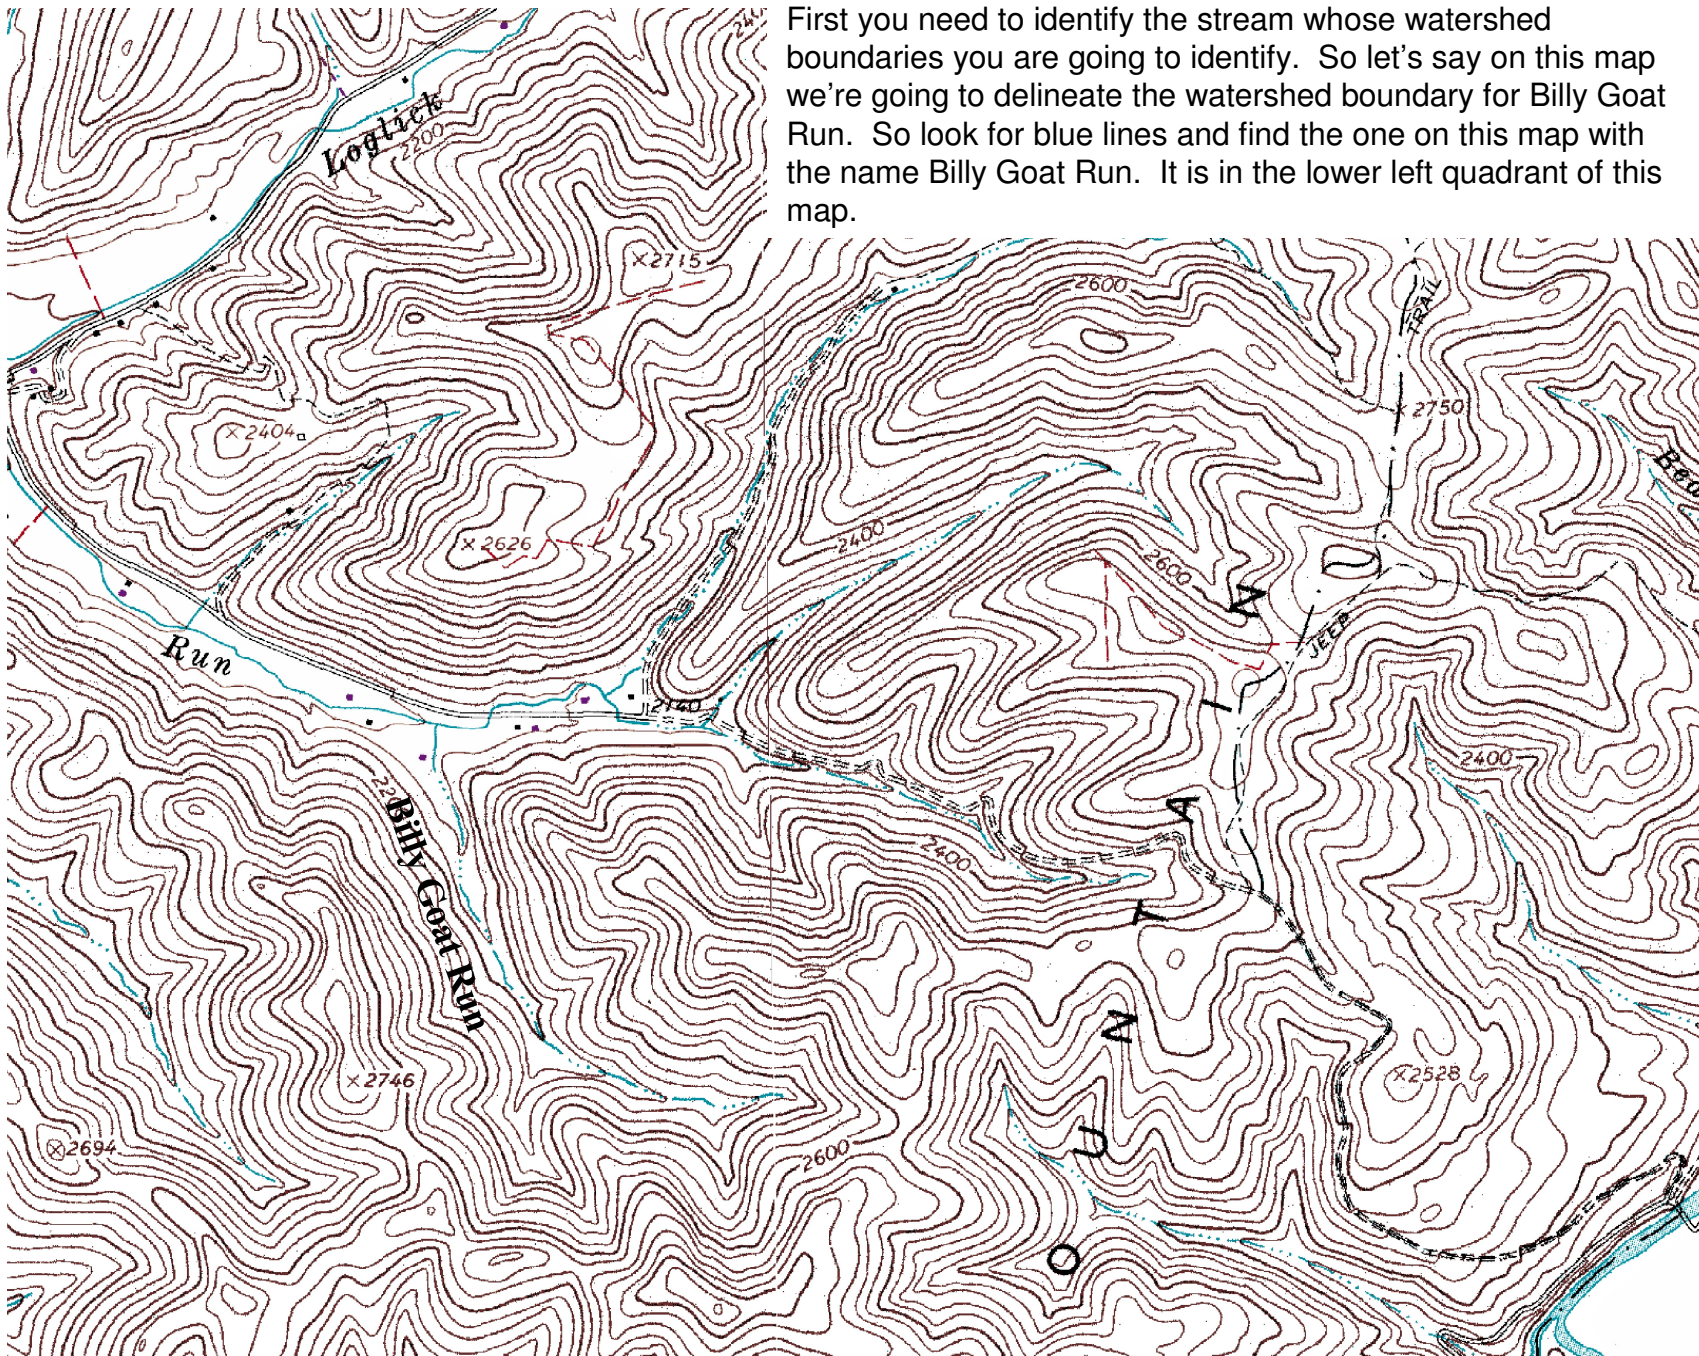 First you need to identify the stream whose watershed
boundaries you are going to identify.  So let's say on this map
we're going to delineate the watershed boundary for Billy Goat
Run.  So look for blue lines and find the one on this map with
the name Billy Goat Run.  It is in the lower left quadrant of this
map.
Loglick
2200
2715
2600
TRAIL
2750
2404
2400
2626
2600
N
JEEP
Run
2140
I
2400
A
Billy Goat Run
2400
T
N
2746
2528
2694
U
2600
O